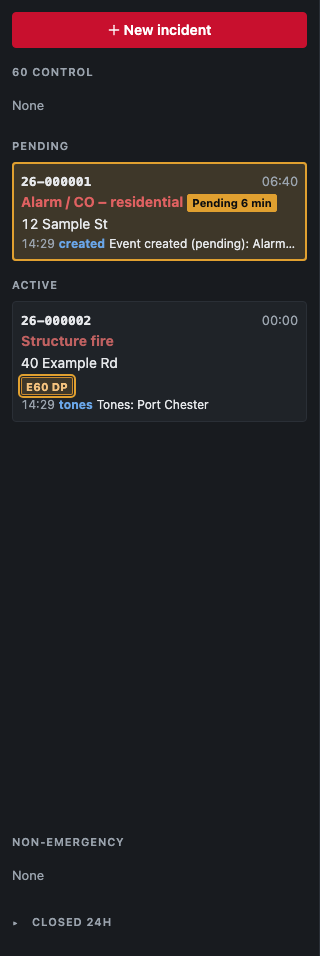 + New incident
60 CONTROL
None
PENDING
26–000001 06:40
Alarm / CO – residential Pending 6 min
12 Sample St
14:29 created Event created (pending): Alarm...
ACTIVE
26–000002 00:00
Structure fire
40 Example Rd
E60 DP
14:29 tones Tones: Port Chester
NON-EMERGENCY
None
▸ CLOSED 24H